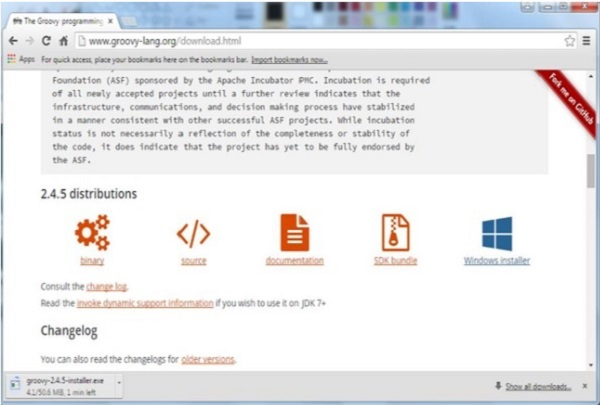 The Groovy programming
www.groovy-lang.org/download.html
Apps For quick access, place your bookmarks here on the bookmarks bar. Import bookmarks now...
Foundation (ASF) sponsored by the Apache Incubator PMC. Incubation is required
of all newly accepted projects until a further review indicates that the
infrastructure, communications, and decision making process have stabilized
in a manner consistent with other successful ASF projects. While incubation
status is not necessarily a reflection of the completeness or stability of
the code, it does indicate that the project has yet to be fully endorsed by
the ASF.
Fork me on GitHub
2.4.5 distributions
binary source documentation SDK bundle Windows installer
Consult the change log.
Read the invoke dynamic support information if you wish to use it on JDK 7+
Changelog
You can also read the changelogs for older versions.
groovy-2.4.5-installer.exe
4.1/50.6 MB, 1 min left
Show all downloads...